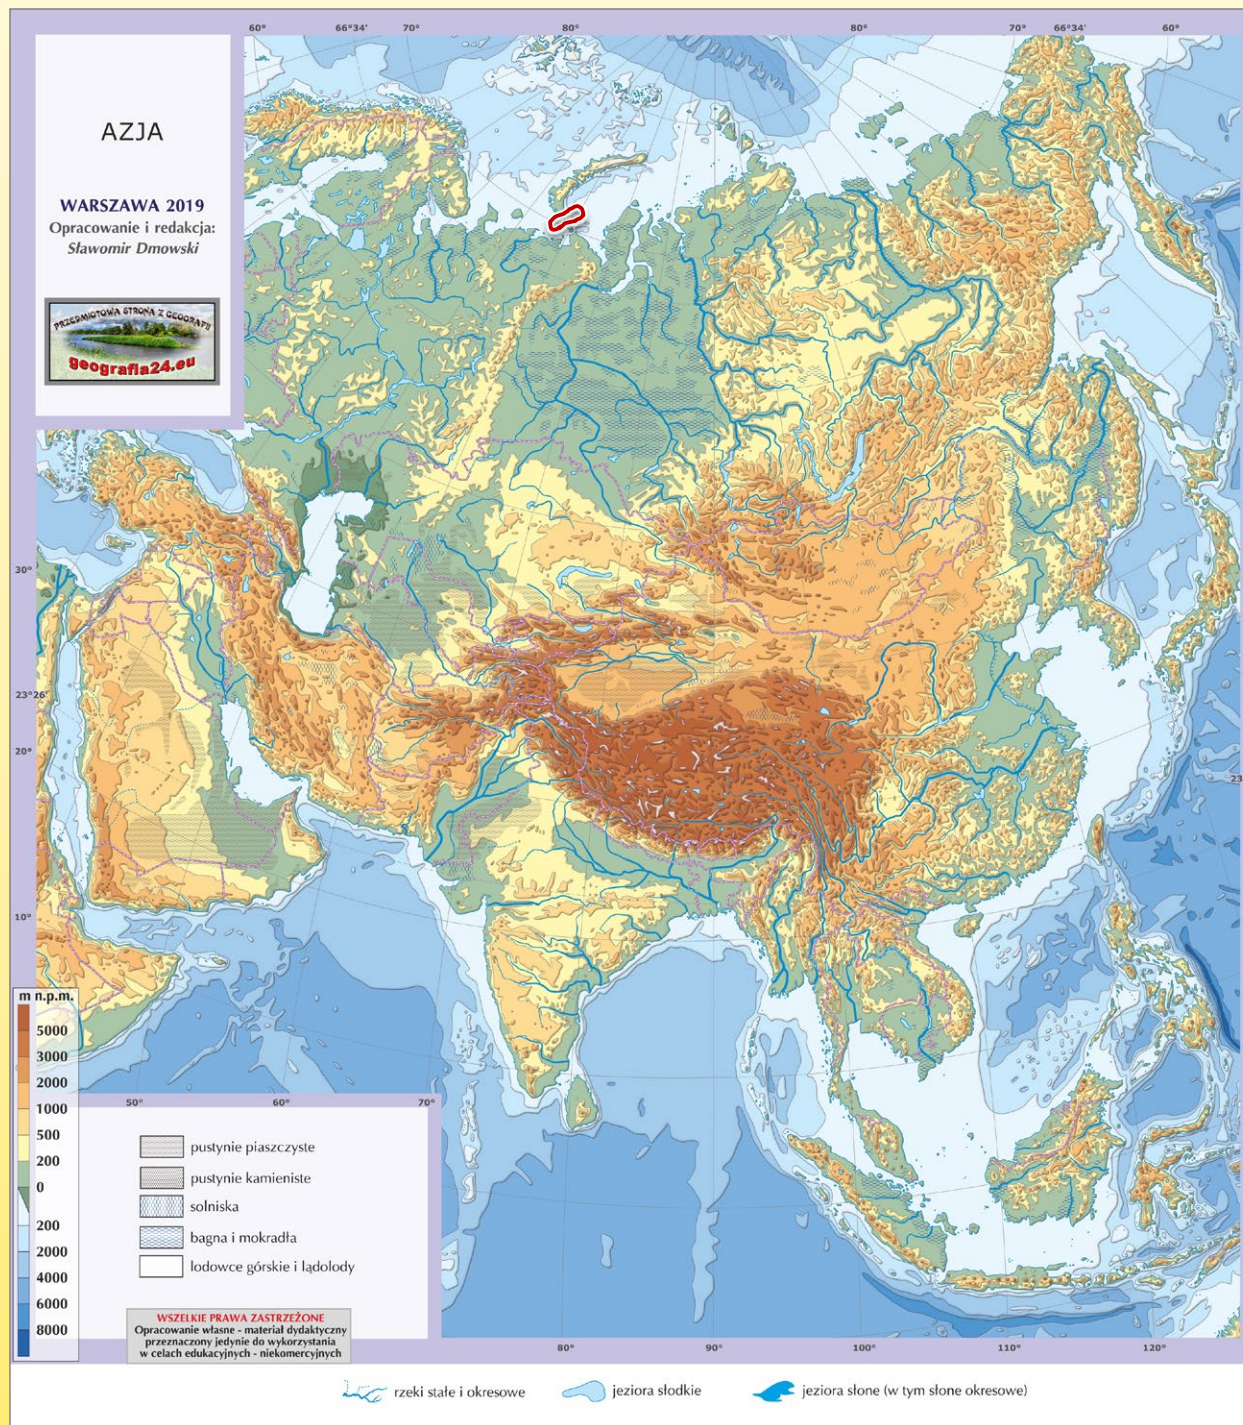 60° 66°34' 70° 80° 80° 70° 66°34' 60°
AZJA
WARSZAWA 2019
Opracowanie i redakcja:
Sławomir Dmowski
PRZEDMIOTOWA STRONA Z GEOGRAFII
geografia24.eu
30°
23°26'
20°
23
10°
m n.p.m.
5000
3000
2000
1000
500
200
0
200
2000
4000
6000
8000
50° 60° 70°
pustynie piaszczyste
pustynie kamieniste
soliska
bagna i mokradła
lodowce górskie i lądolody
WSZELKIE PRAWA ZASTRZEŻONE
Opracowanie własne - materiał dydaktyczny
przeznaczony jedynie do wykorzystania
w celach edukacyjnych - niekomercyjnych
80° 90° 100° 110° 120°
rzeki stałe i okresowe
jeziora słodkie
jeziora słone (w tym słone okresowe)